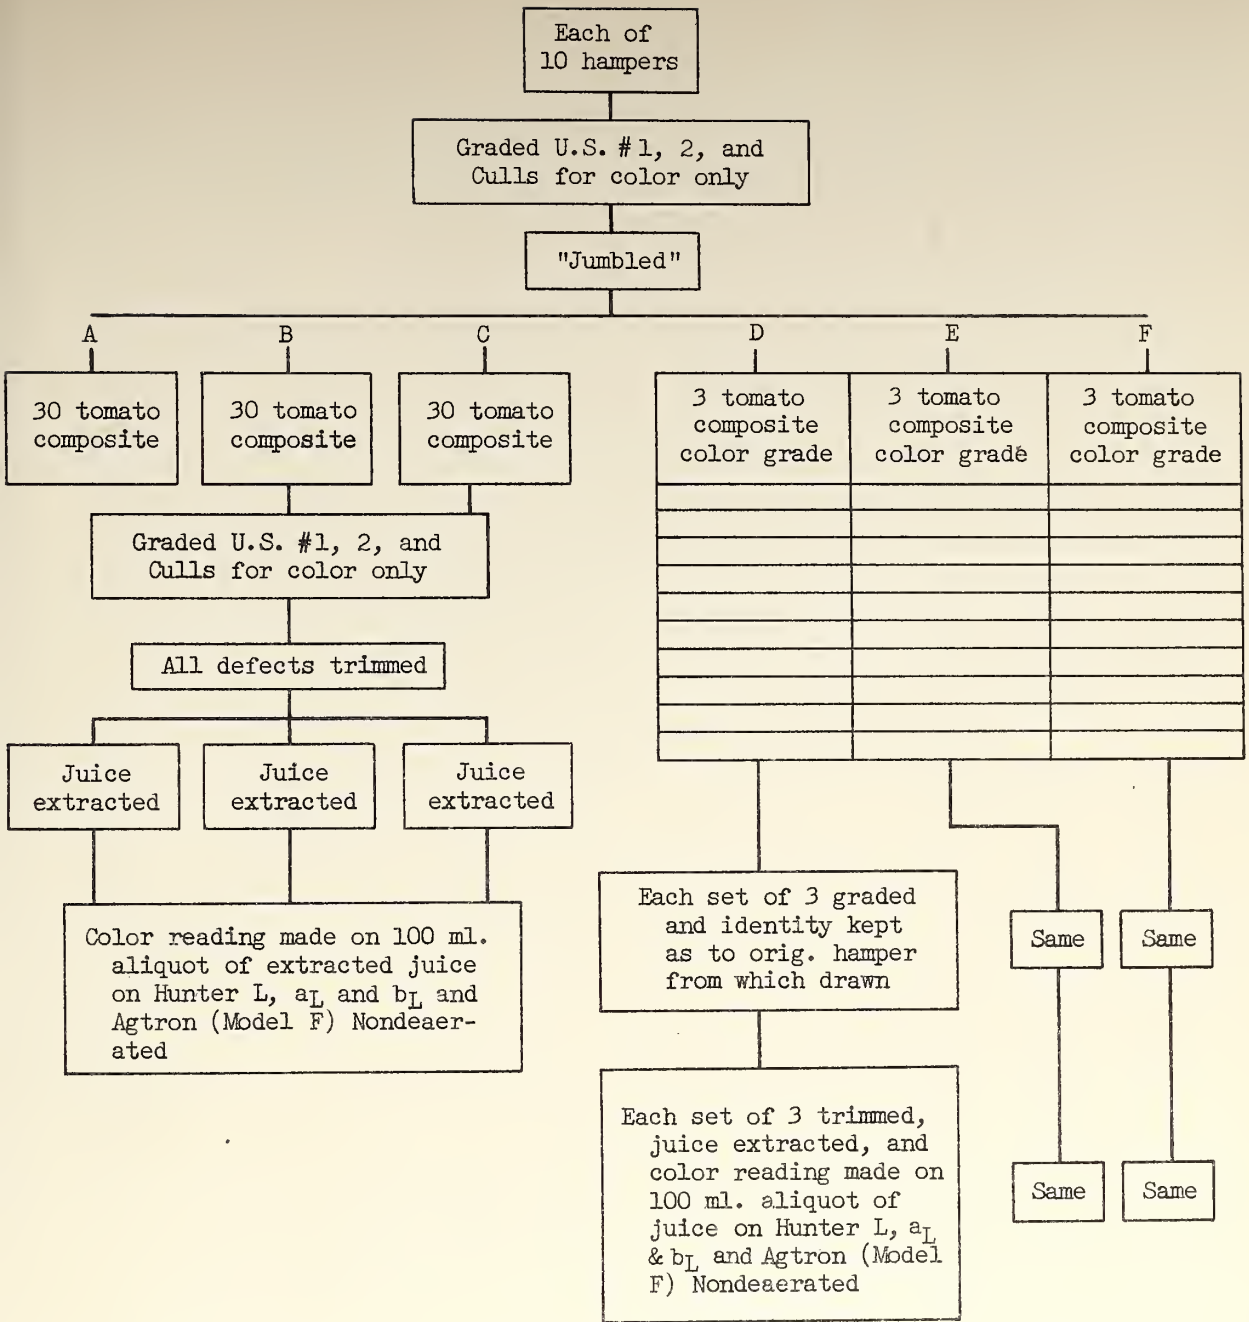 Each of
10 hampers
Graded U.S. #1, 2, and
Culls for color only
"Jumbled"
A
B
C
D
E
F
30 tomato
composite
30 tomato
composite
30 tomato
composite
3 tomato
composite
color grade
3 tomato
composite
color grade
3 tomato
composite
color grade
Graded U.S. #1, 2, and
Culls for color only
All defects trimmed
Juice
extracted
Juice
extracted
Juice
extracted
Color reading made on 100 ml.
aliquot of extracted juice
on Hunter L, aL and bL and
Agtron (Model F) Nondeaer-
ated
Each set of 3 graded
and identity kept
as to orig. hamper
from which drawn
Same
Same
Each set of 3 trimmed,
juice extracted, and
color reading made on
100 ml. aliquot of
juice on Hunter L, aL
& bL and Agtron (Model
F) Nondeaerated
Same
Same